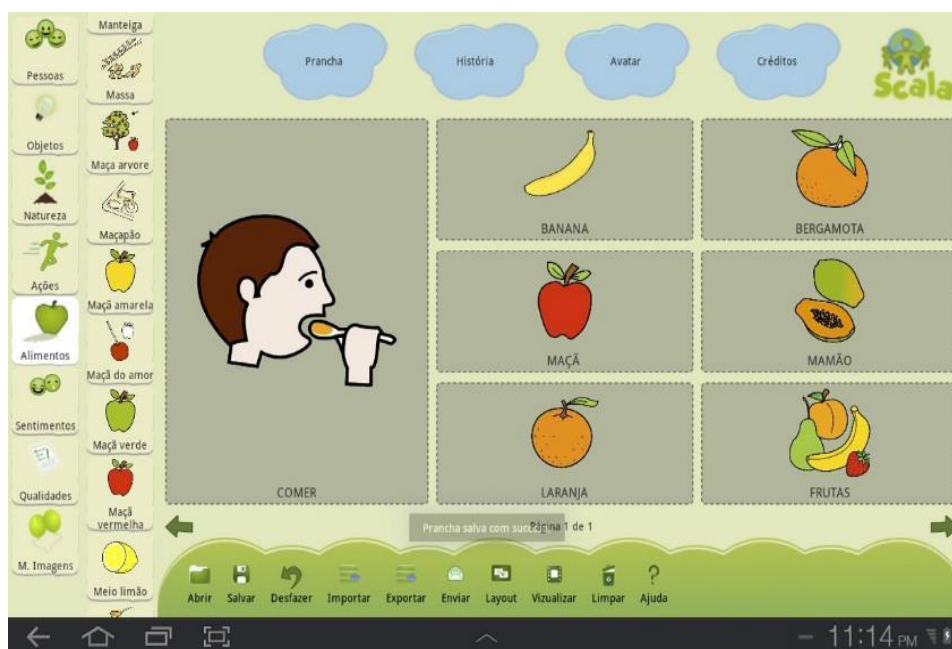 Prancha
História
Avatar
Créditos
Scala
Pessoas
Objetos
Natureza
Ações
Alimentos
Sentimentos
Qualidades
M. Imagens
Manteiga
Massa
Maça arvore
Maçapão
Maçã amarela
Maçã do amor
Maçã verde
Maçã
vermelha
Meio limão
COMER
BANANA
BERGAMOTA
MAÇÃ
MAMÃO
LARANJA
FRUTAS
Prancha salva com
Página 1 de 1
Abrir
Salvar
Desfazer
Importar
Exportar
Enviar
Layout
Vizualizar
Limpar
Ajuda
11:14 PM